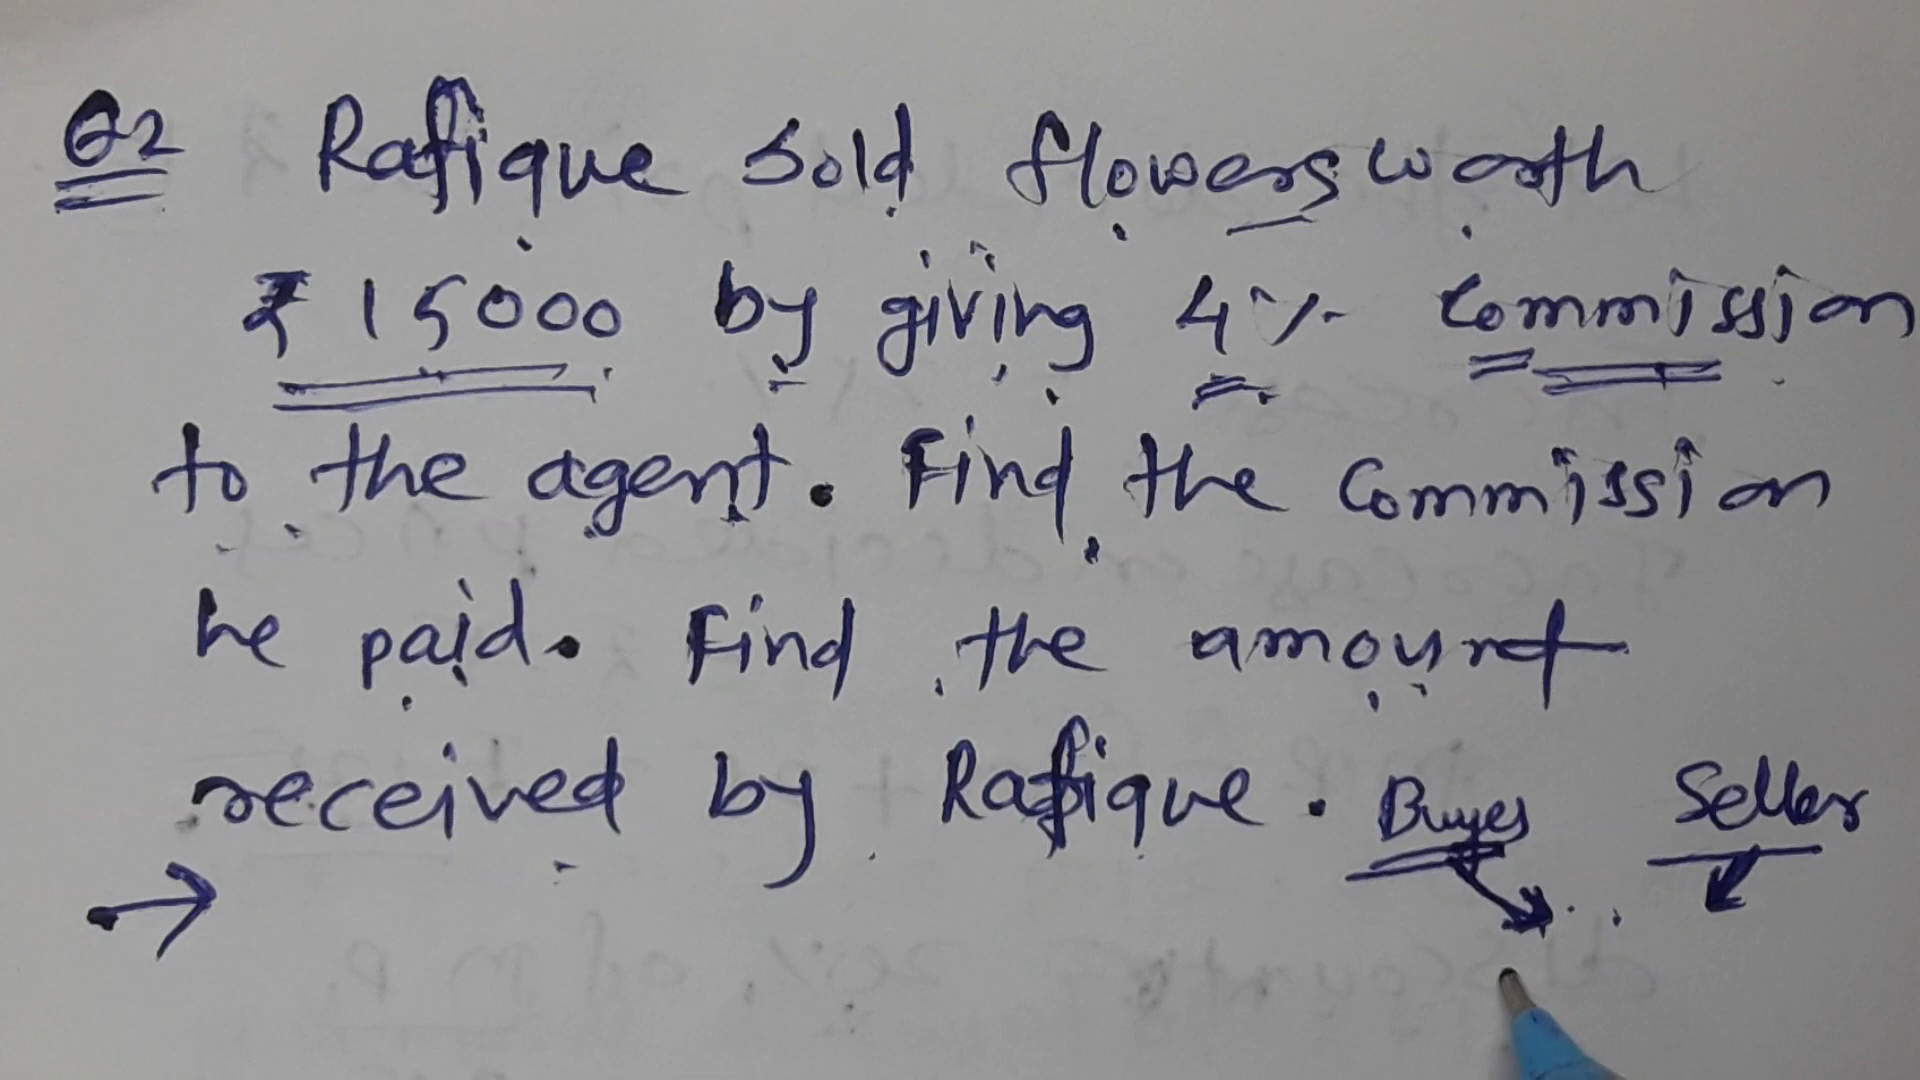 Q2 Rafique sold flowers worth
₹ 15000 by giving 4% commission
to the agent. Find the commission
he paid. Find the amount
received by Rafique. Buyer Seller